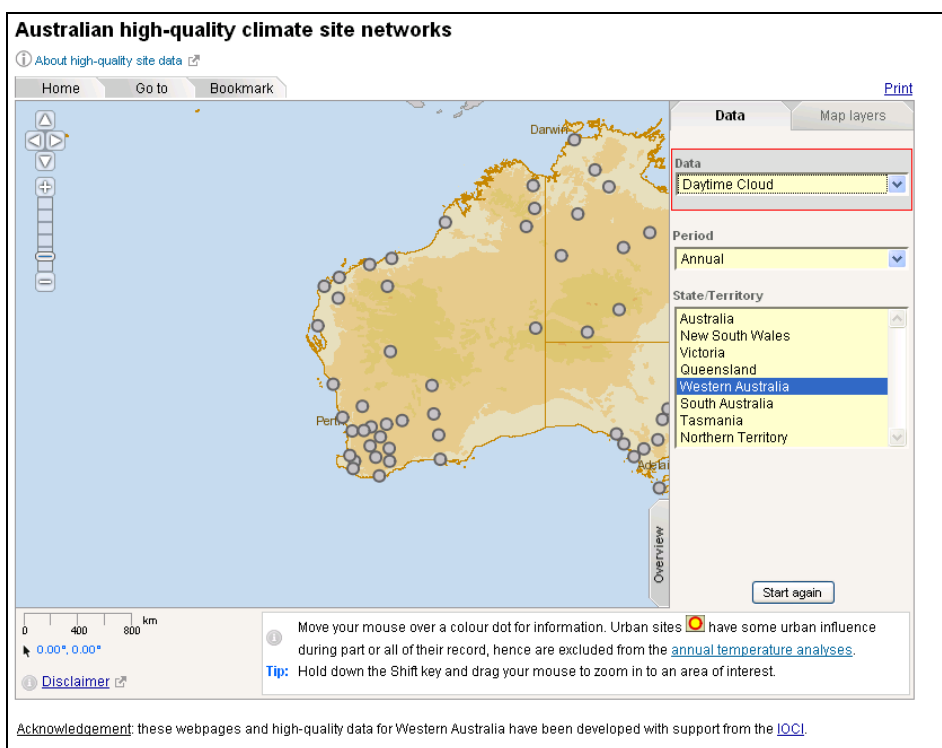 Australian high-quality climate site networks
About high-quality site data
Home Go to Bookmark Print
Data Map layers
Darwin
Data
Daytime Cloud
Period
Annual
State/Territory
Australia
New South Wales
Victoria
Queensland
Western Australia
South Australia
Tasmania
Northern Territory
Perth
Adelai
Overview
Start again
0 400 800 km
0.00°, 0.00°
Disclaimer
Move your mouse over a colour dot for information. Urban sites have some urban influence
during part or all of their record, hence are excluded from the annual temperature analyses.
Tip: Hold down the Shift key and drag your mouse to zoom in to an area of interest.
Acknowledgement: these webpages and high-quality data for Western Australia have been developed with support from the IOCI.